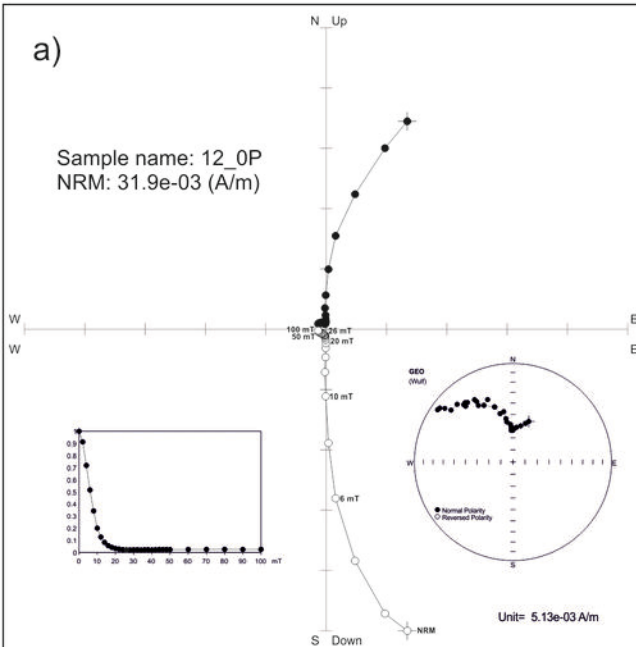 a)
N Up
Sample name: 12_0P
NRM: 31.9e-03 (A/m)
W E
W E
100 mT 26 mT
50 mT 20 mT
10 mT
6 mT
NRM
S Down
1
0.9
0.8
0.7
0.6
0.5
0.4
0.3
0.2
0.1
0
0 10 20 30 40 50 60 70 80 90 100
mT
GEO
(Wulf)
N
W E
S
Normal Polarity
Reversed Polarity
Unit= 5.13e-03 A/m